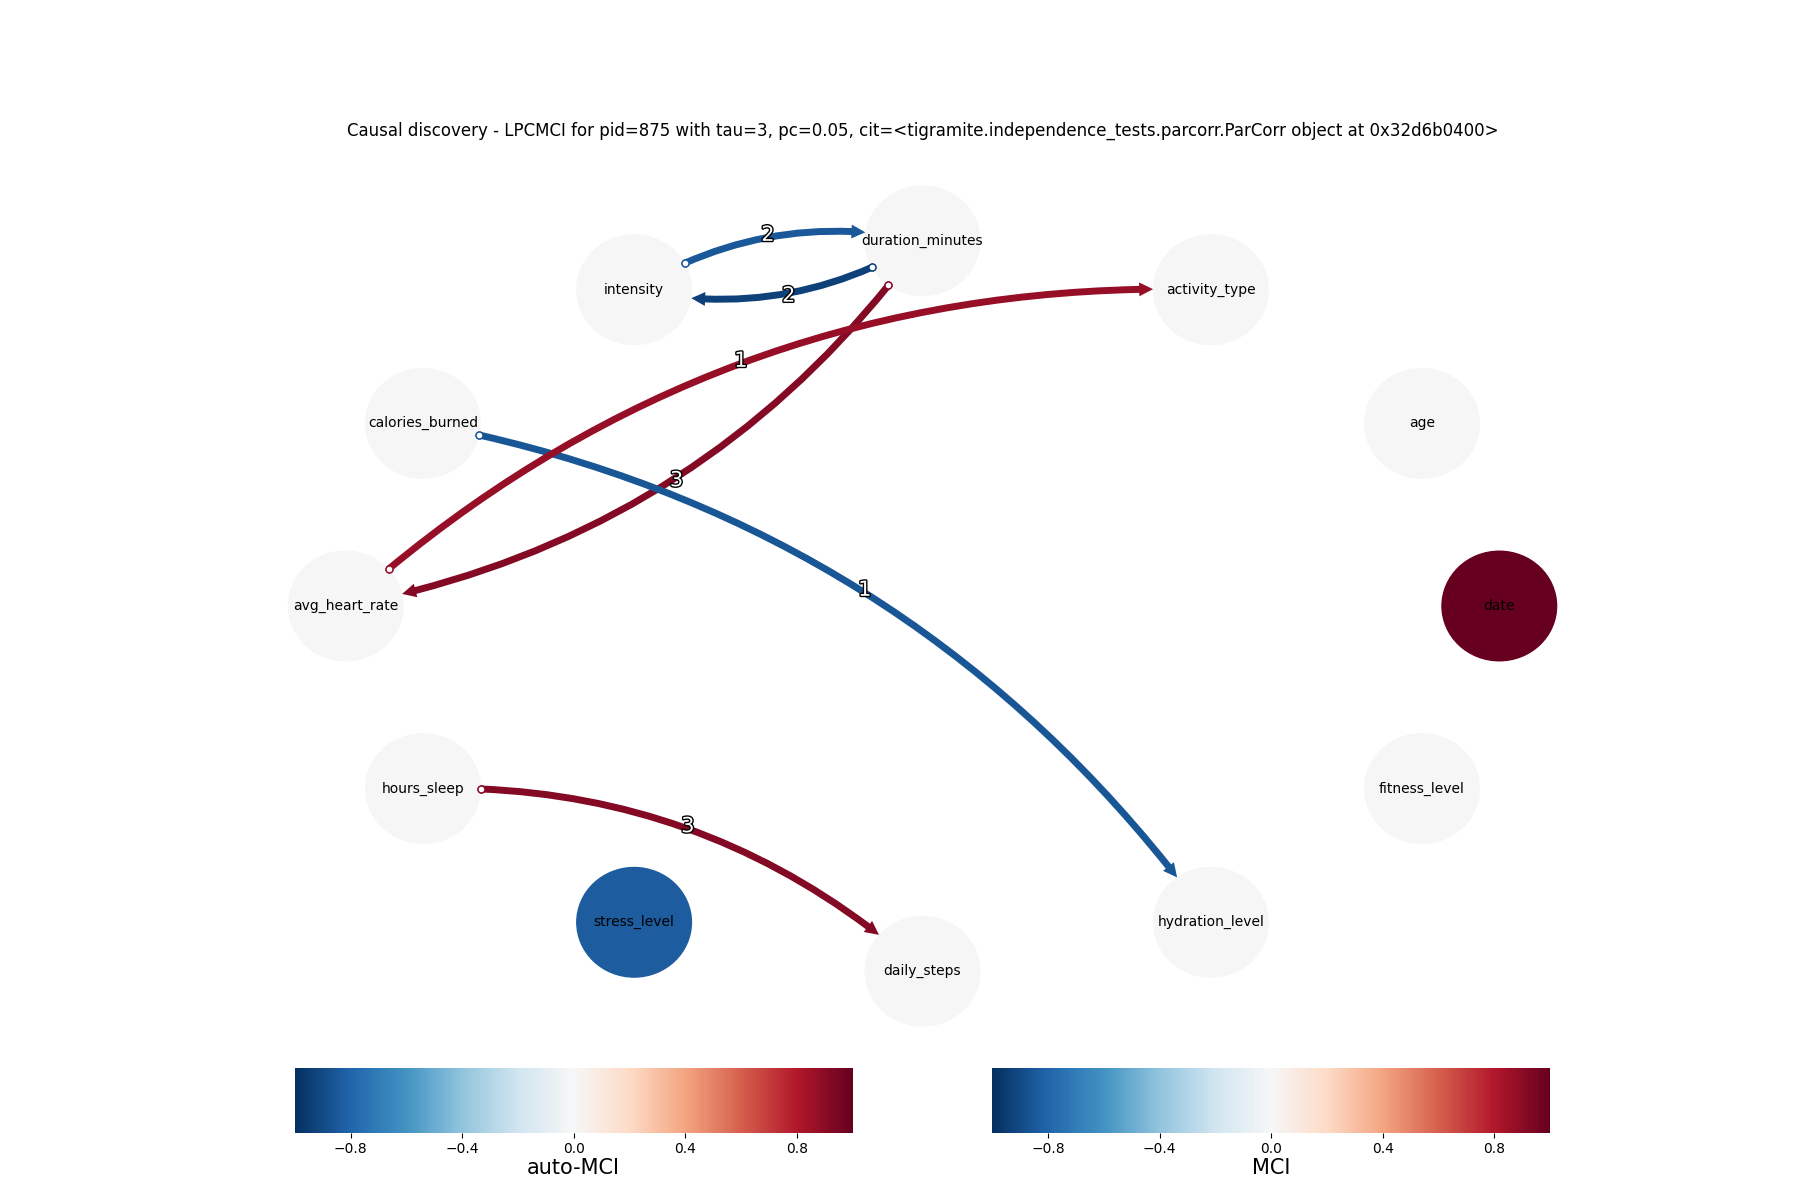 Causal discovery - LPCMCI for pid=875 with tau=3, pc=0.05, cit=<tigramite.independence_tests.parcorr.ParCorr object at 0x32d6b0400>
2
duration_minutes
intensity
2
activity_type
1
calories_burned
age
3
1
avg_heart_rate
date
hours_sleep
fitness_level
3
stress_level
hydration_level
daily_steps
−0.8 −0.4 0.0 0.4 0.8
auto-MCI
−0.8 −0.4 0.0 0.4 0.8
MCI